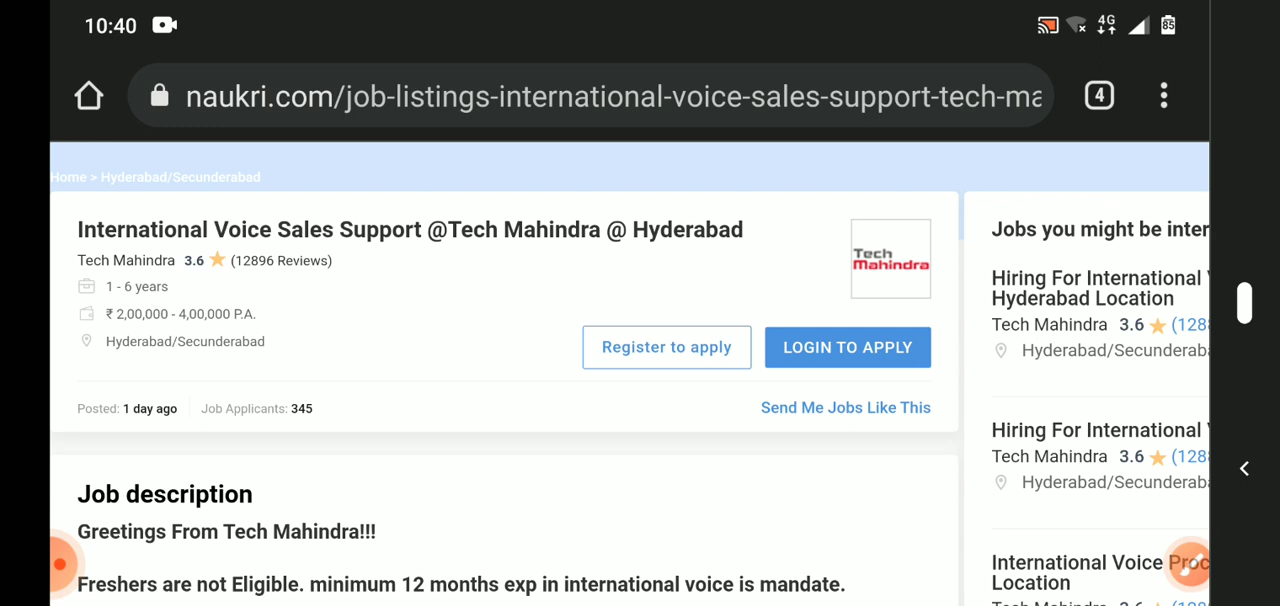 10:40
4G
85
naukri.com/job-listings-international-voice-sales-support-tech-ma
4
Home > Hyderabad/Secunderabad
International Voice Sales Support @Tech Mahindra @ Hyderabad
Tech Mahindra 3.6 (12896 Reviews)
1 - 6 years
₹ 2,00,000 - 4,00,000 P.A.
Hyderabad/Secunderabad
Tech
Mahindra
Register to apply
LOGIN TO APPLY
Posted: 1 day ago
Job Applicants: 345
Send Me Jobs Like This
Job description
Greetings From Tech Mahindra!!!
Freshers are not Eligible. minimum 12 months exp in international voice is mandate.
Jobs you might be inter
Hiring For International
Hyderabad Location
Tech Mahindra 3.6 (128
Hyderabad/Secunderab
Hiring For International
Tech Mahindra 3.6 (128
Hyderabad/Secunderab
International Voice Proc
Location